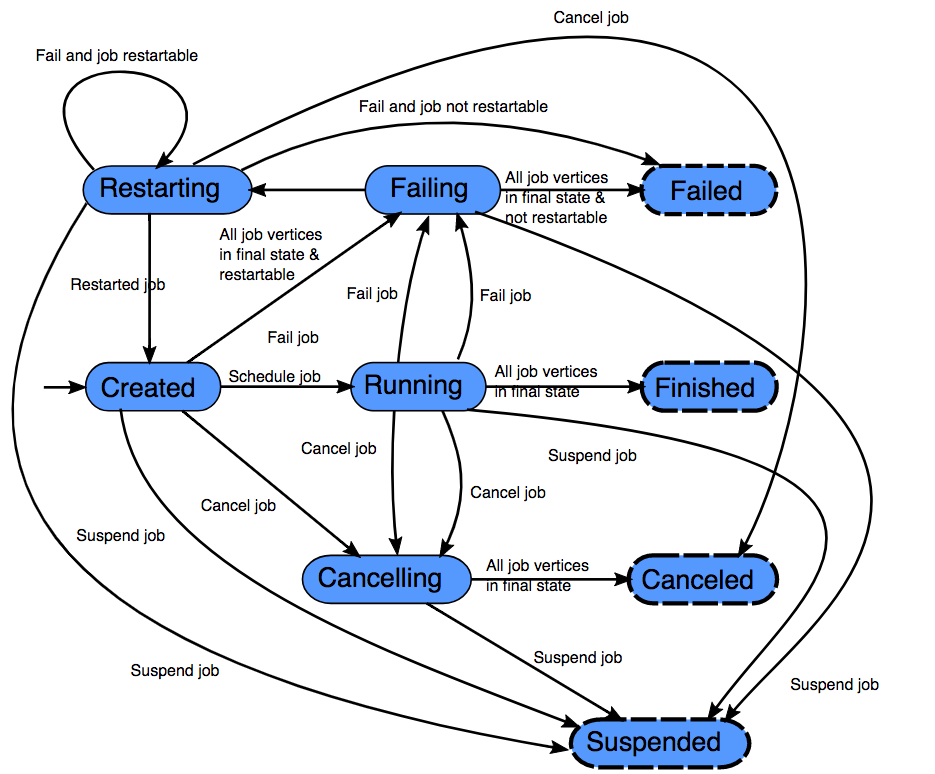 Cancel job
Fail and job restartable
Fail and job not restartable
Restarting
Failing
All job vertices
in final state &
not restartable
Failed
All job vertices
in final state &
restartable
Restarted job
Fail job
Fail job
Fail job
Created
Schedule job
Running
All job vertices
in final state
Finished
Cancel job
Suspend job
Cancel job
Cancel job
Suspend job
Cancelling
All job vertices
in final state
Canceled
Suspend job
Suspend job
Suspend job
Suspended